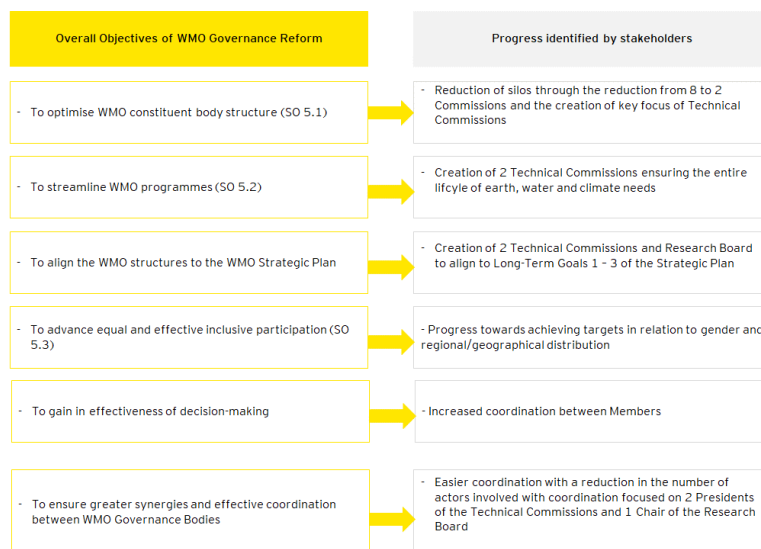 Overall Objectives of WMO Governance Reform
Progress identified by stakeholders
- To optimise WMO constituent body structure (SO 5.1)
- Reduction of silos through the reduction from 8 to 2
Commissions and the creation of key focus of Technical
Commissions
- To streamline WMO programmes (SO 5.2)
- Creation of 2 Technical Commissions ensuring the entire
lifcyle of earth, water and climate needs
- To align the WMO structures to the WMO Strategic Plan
- Creation of 2 Technical Commissions and Research Board
to align to Long-Term Goals 1 – 3 of the Strategic Plan
- To advance equal and effective inclusive participation (SO
5.3)
- Progress towards achieving targets in relation to gender and
regional/geographical distribution
- To gain in effectiveness of decision-making
- Increased coordination between Members
- To ensure greater synergies and effective coordination
between WMO Governance Bodies
- Easier coordination with a reduction in the number of
actors involved with coordination focused on 2 Presidents
of the Technical Commissions and 1 Chair of the Research
Board